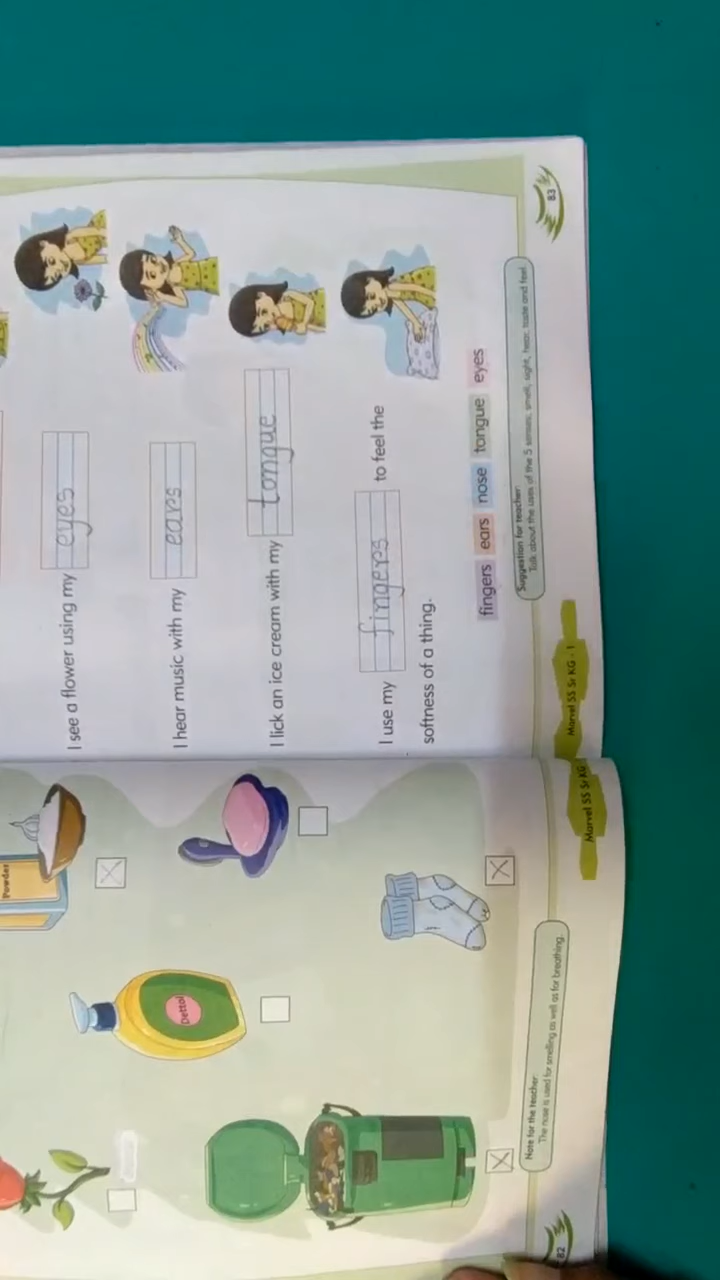 Powder
Dettol
Note for the teacher:
The nose is used for smelling as well as for breathing.
82
Marvel SS Sr KG
I see a flower using my eyes
I hear music with my ears
I lick an ice cream with my tongue
I use my fingers to feel the
softness of a thing.
fingers ears nose tongue eyes
Suggestion for teacher:
Talk about the uses of the 5 senses, smell, sight, hear, taste and feel.
Marvel SS Sr KG - 1
83